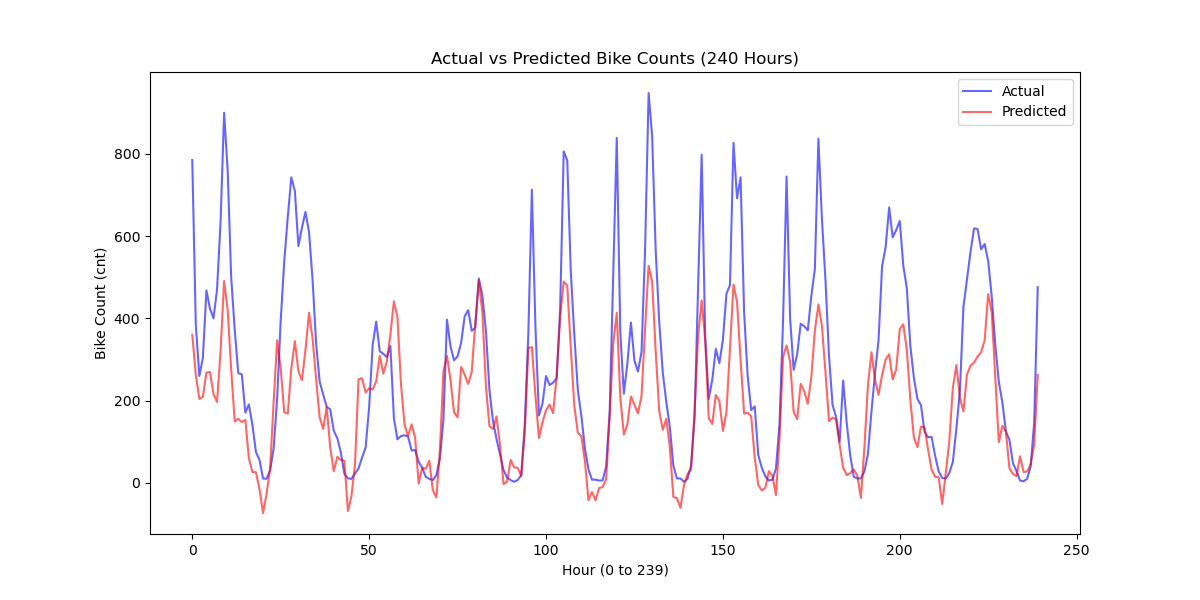 Actual vs Predicted Bike Counts (240 Hours)
Actual
Predicted
800
600
400
200
0
Bike Count (cnt)
0 50 100 150 200 250
Hour (0 to 239)